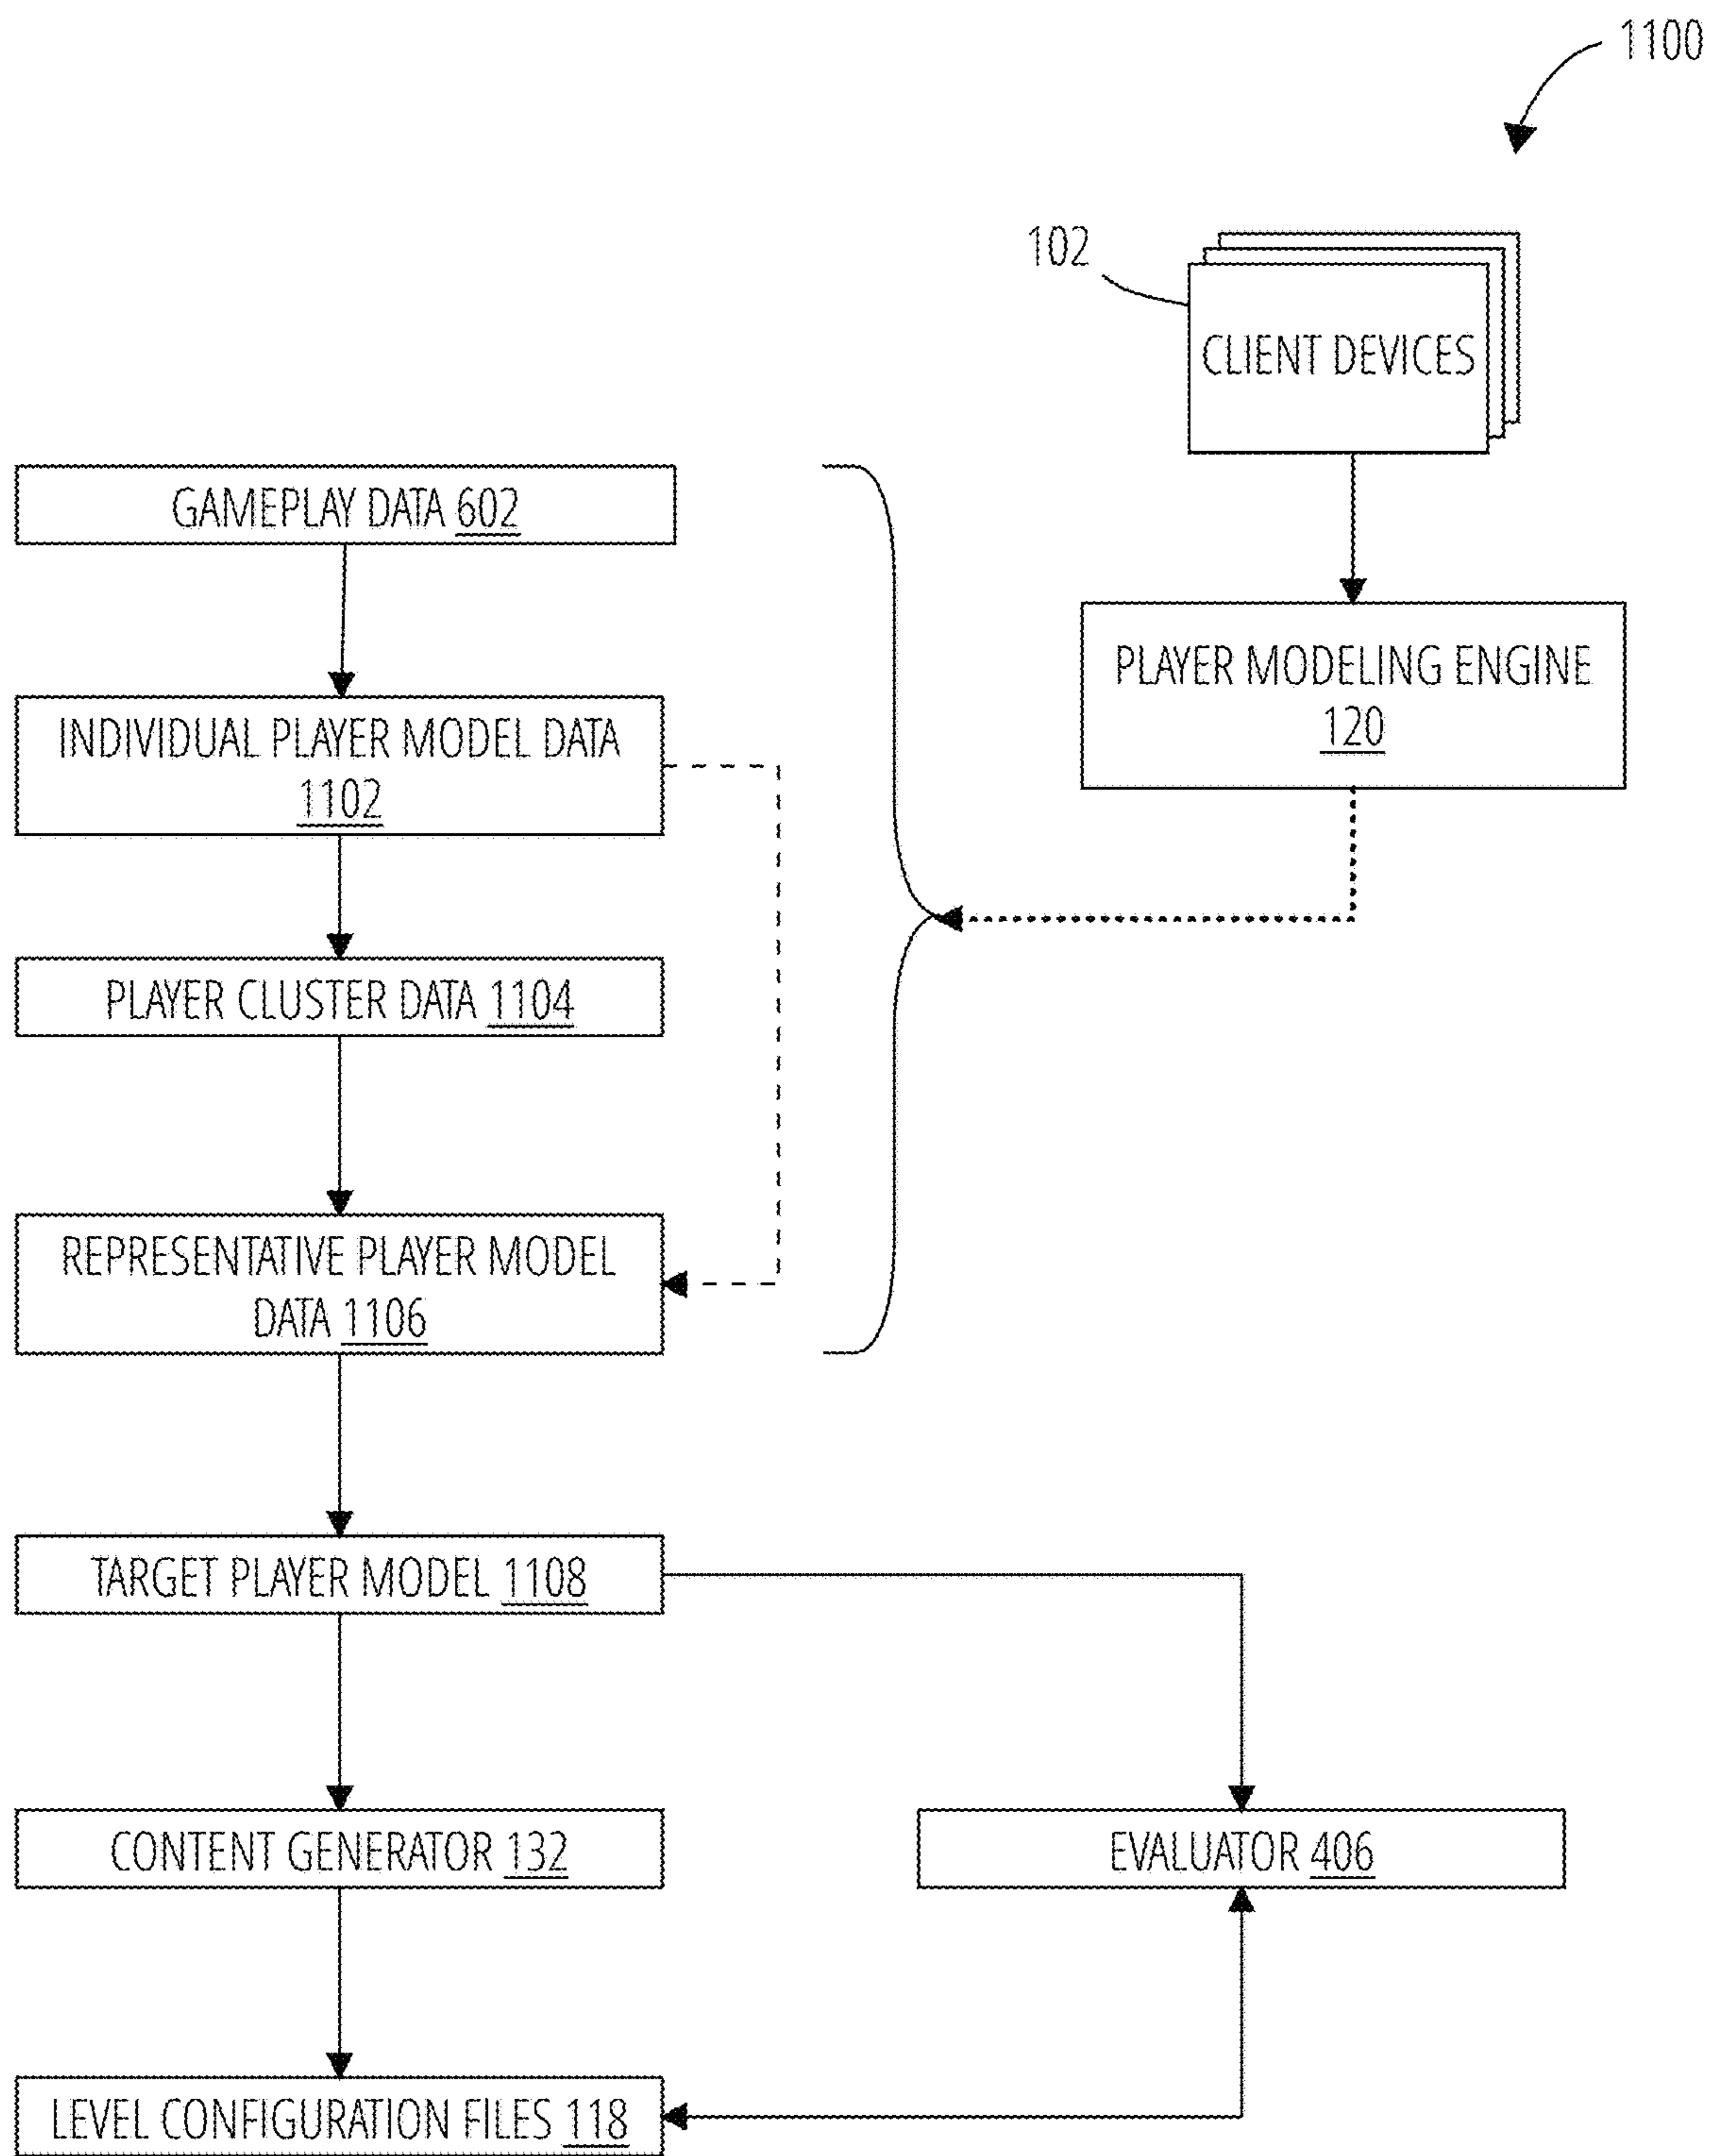 1100
102
CLIENT DEVICES
GAMEPLAY DATA 602
PLAYER MODELING ENGINE
120
INDIVIDUAL PLAYER MODEL DATA
1102
PLAYER CLUSTER DATA 1104
REPRESENTATIVE PLAYER MODEL
DATA 1106
TARGET PLAYER MODEL 1108
CONTENT GENERATOR 132
EVALUATOR 406
LEVEL CONFIGURATION FILES 118